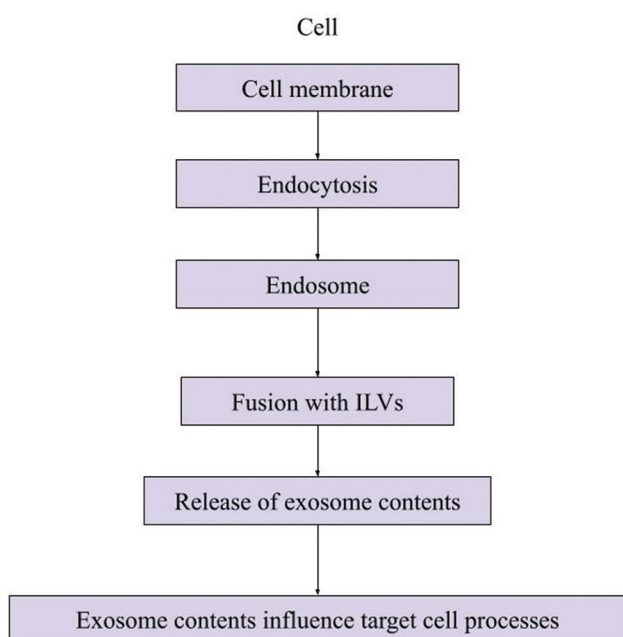 Cell
Cell membrane
Endocytosis
Endosome
Fusion with ILVs
Release of exosome contents
Exosome contents influence target cell processes